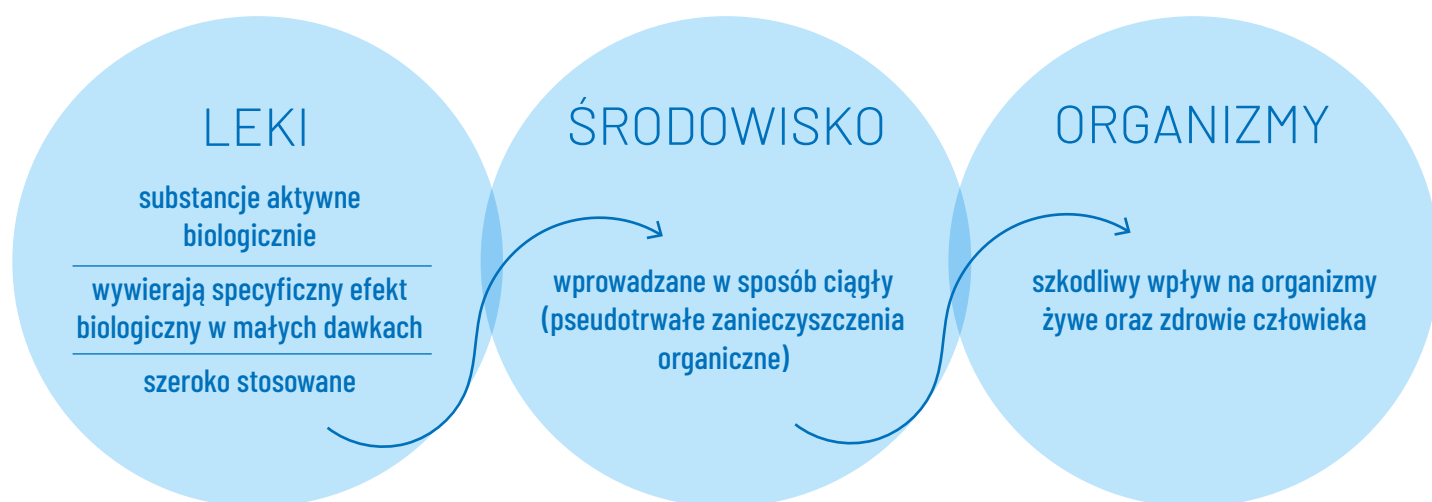 LEKI
substancje aktywne
biologicznie
wywierają specyficzny efekt
biologiczny w małych dawkach
szeroko stosowane
ŚRODOWISKO
wprowadzane w sposób ciągły
(pseudotrwałe zanieczyszczenia
organiczne)
ORGANIZMY
szkodliwy wpływ na organizmy
żywe oraz zdrowie człowieka